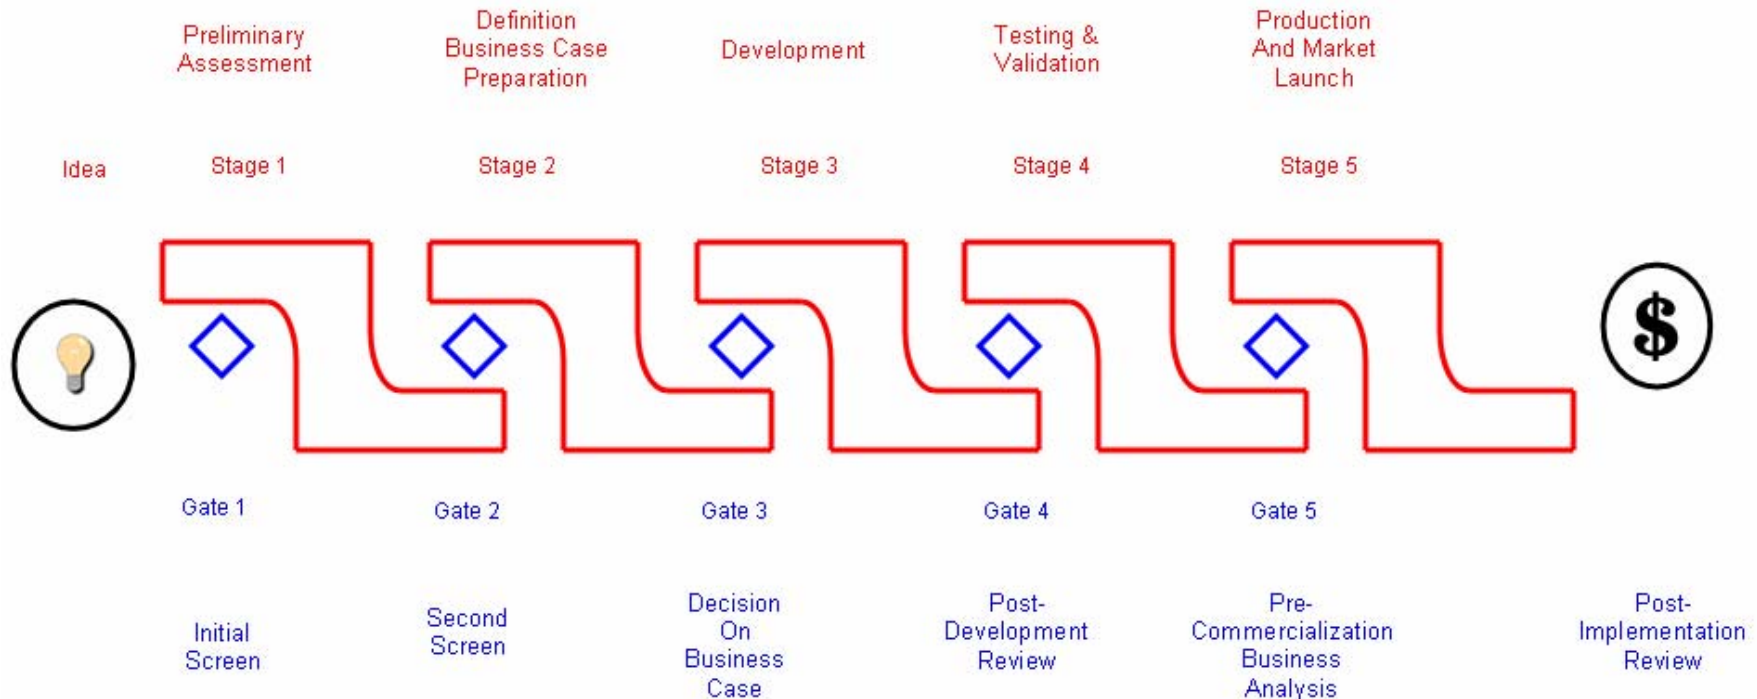 Preliminary
Assessment
Definition
Business Case
Preparation
Development
Testing &
Validation
Production
And Market
Launch
Idea
Stage 1
Stage 2
Stage 3
Stage 4
Stage 5
$
Gate 1
Gate 2
Gate 3
Gate 4
Gate 5
Initial
Screen
Second
Screen
Decision
On
Business
Case
Post-
Development
Review
Pre-
Commercialization
Business
Analysis
Post-
Implementation
Review